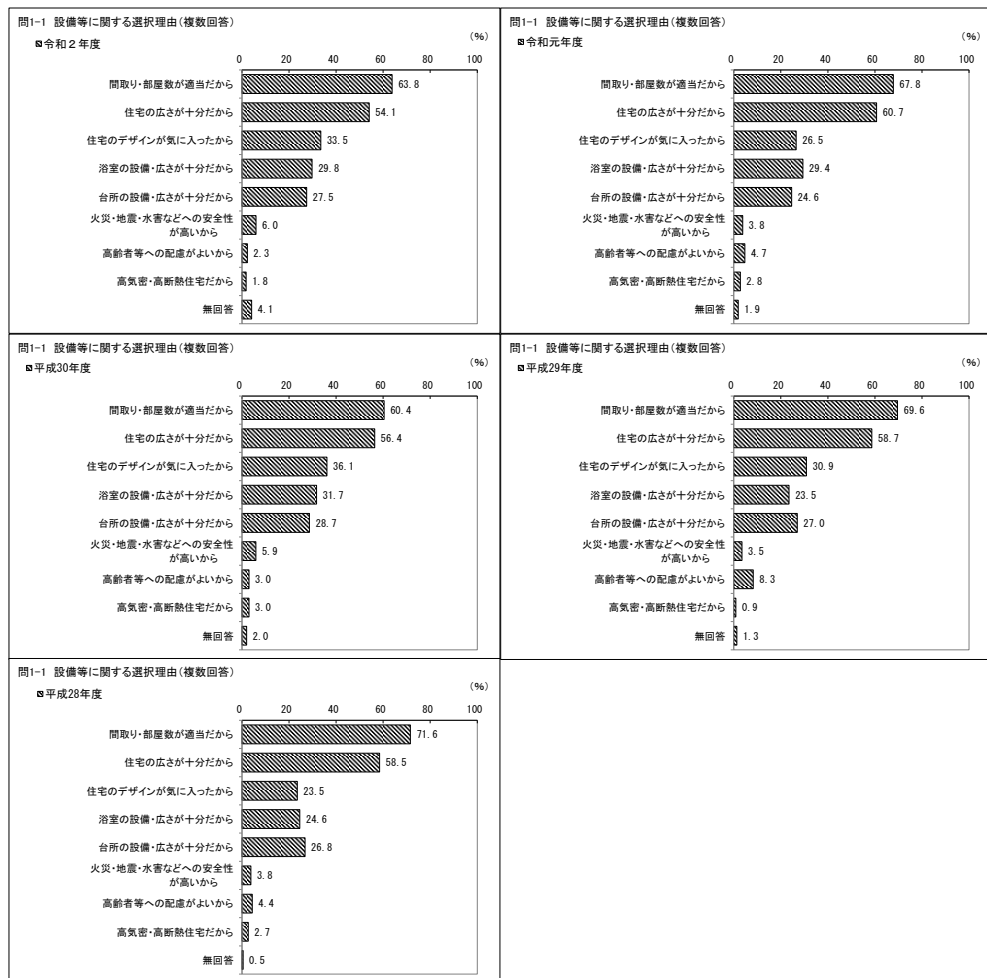 問1-1 設備等に関する選択理由(複数回答)
令和2年度
(%)
0 20 40 60 80 100
間取り・部屋数が適当だから 63.8
住宅の広さが十分だから 54.1
住宅のデザインが気に入ったから 33.5
浴室の設備・広さが十分だから 29.8
台所の設備・広さが十分だから 27.5
火災・地震・水害などへの安全性
が高いから 6.0
高齢者等への配慮がよいから 2.3
高気密・高断熱住宅だから 1.8
無回答 4.1
問1-1 設備等に関する選択理由(複数回答)
令和元年度
(%)
0 20 40 60 80 100
間取り・部屋数が適当だから 67.8
住宅の広さが十分だから 60.7
住宅のデザインが気に入ったから 26.5
浴室の設備・広さが十分だから 29.4
台所の設備・広さが十分だから 24.6
火災・地震・水害などへの安全性
が高いから 3.8
高齢者等への配慮がよいから 4.7
高気密・高断熱住宅だから 2.8
無回答 1.9
問1-1 設備等に関する選択理由(複数回答)
平成30年度
(%)
0 20 40 60 80 100
間取り・部屋数が適当だから 60.4
住宅の広さが十分だから 56.4
住宅のデザインが気に入ったから 36.1
浴室の設備・広さが十分だから 31.7
台所の設備・広さが十分だから 28.7
火災・地震・水害などへの安全性
が高いから 5.9
高齢者等への配慮がよいから 3.0
高気密・高断熱住宅だから 3.0
無回答 2.0
問1-1 設備等に関する選択理由(複数回答)
平成29年度
(%)
0 20 40 60 80 100
間取り・部屋数が適当だから 69.6
住宅の広さが十分だから 58.7
住宅のデザインが気に入ったから 30.9
浴室の設備・広さが十分だから 23.5
台所の設備・広さが十分だから 27.0
火災・地震・水害などへの安全性
が高いから 3.5
高齢者等への配慮がよいから 8.3
高気密・高断熱住宅だから 0.9
無回答 1.3
問1-1 設備等に関する選択理由(複数回答)
平成28年度
(%)
0 20 40 60 80 100
間取り・部屋数が適当だから 71.6
住宅の広さが十分だから 58.5
住宅のデザインが気に入ったから 23.5
浴室の設備・広さが十分だから 24.6
台所の設備・広さが十分だから 26.8
火災・地震・水害などへの安全性
が高いから 3.8
高齢者等への配慮がよいから 4.4
高気密・高断熱住宅だから 2.7
無回答 0.5